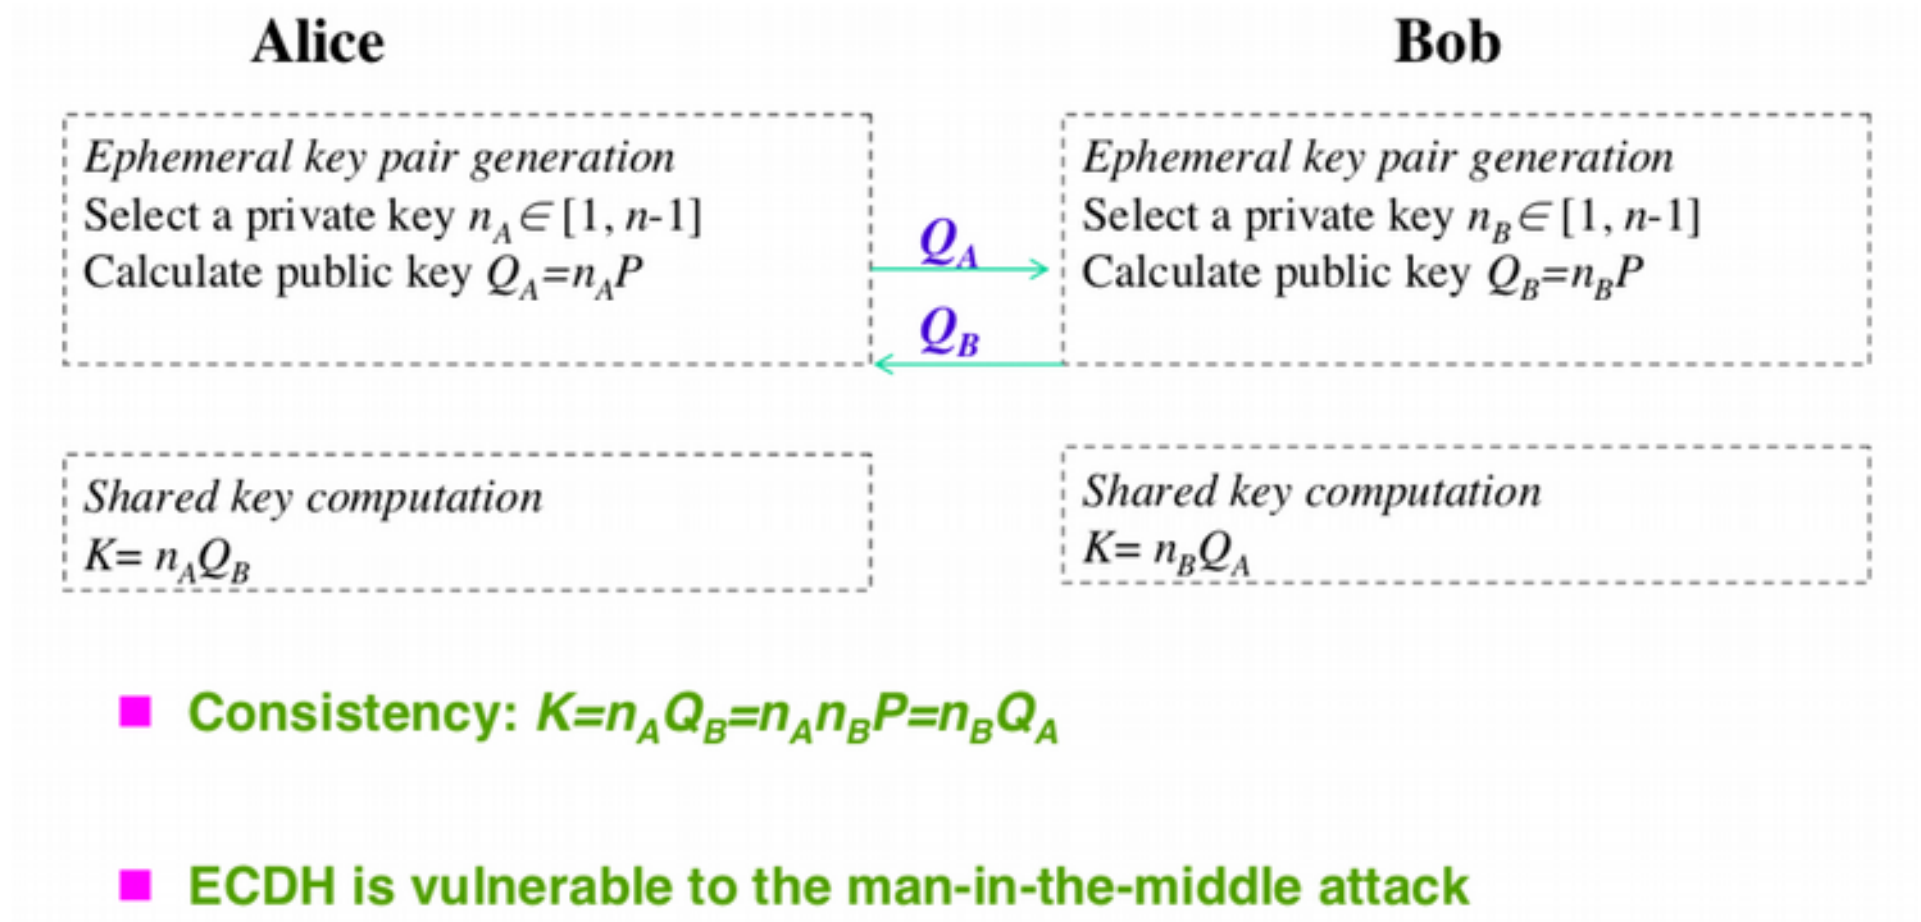 Alice
Bob
Ephemeral key pair generation
Select a private key n_A∈[1, n-1]
Calculate public key Q_A=n_AP
Q_A
Q_B
Ephemeral key pair generation
Select a private key n_B∈[1, n-1]
Calculate public key Q_B=n_BP
Shared key computation
K= n_AQ_B
Shared key computation
K= n_BQ_A
Consistency: K=n_AQ_B=n_An_BP=n_BQ_A
ECDH is vulnerable to the man-in-the-middle attack